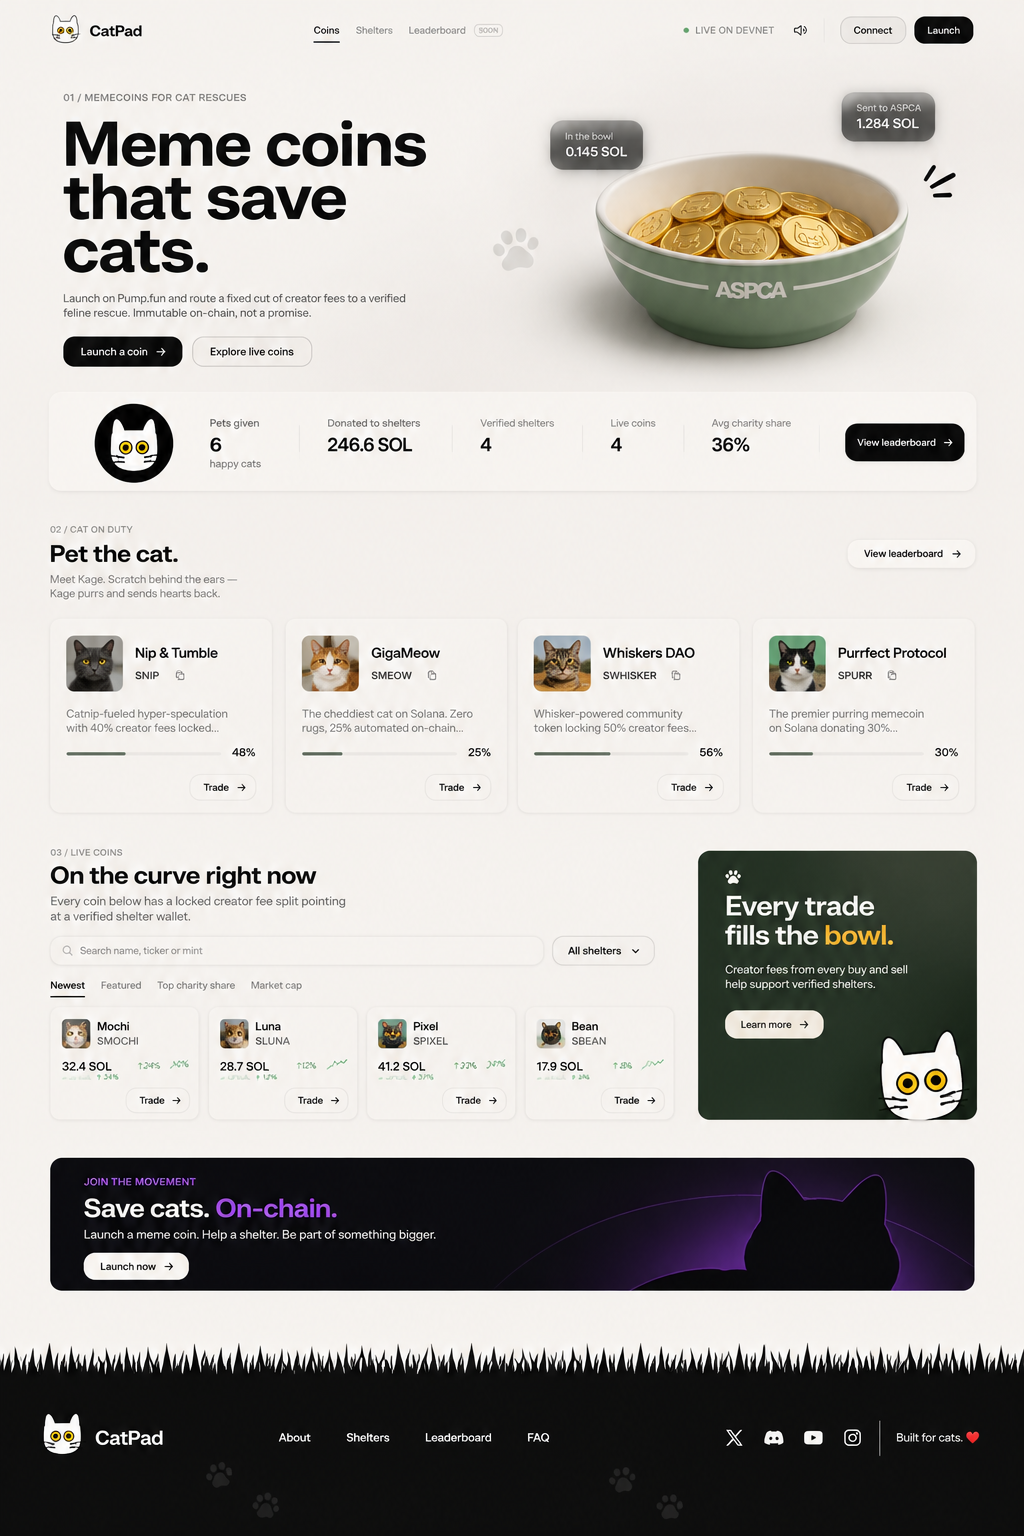 CatPad
Coins
Shelters
Leaderboard
SOON
LIVE ON DEVNET
Connect
Launch
01 / MEMECOINS FOR CAT RESCUES
Meme coins
that save
cats.
Launch on Pump.fun and route a fixed cut of creator fees to a verified
feline rescue. Immutable on-chain, not a promise.
Launch a coin →
Explore live coins
In the bowl
0.145 SOL
Sent to ASPCA
1.284 SOL
ASPCA
Pets given
6
happy cats
Donated to shelters
246.6 SOL
Verified shelters
4
Live coins
4
Avg charity share
36%
View leaderboard →
02 / CAT ON DUTY
Pet the cat.
Meet Kage. Scratch behind the ears —
Kage purrs and sends hearts back.
View leaderboard →
Nip & Tumble
SNIP
Catnip-fueled hyper-speculation
with 40% creator fees locked...
48%
Trade →
GigaMeow
SMEOW
The cheddiest cat on Solana. Zero
rugs, 25% automated on-chain...
25%
Trade →
Whiskers DAO
SWHISKER
Whisker-powered community
token locking 50% creator fees...
56%
Trade →
Purrfect Protocol
SPURR
The premier purring memecoin
on Solana donating 30%...
30%
Trade →
03 / LIVE COINS
On the curve right now
Every coin below has a locked creator fee split pointing
at a verified shelter wallet.
Search name, ticker or mint
All shelters
Newest
Featured
Top charity share
Market cap
Mochi
SMOCHI
32.4 SOL
Trade →
Luna
SLUNA
28.7 SOL
Trade →
Pixel
SPIXEL
41.2 SOL
Trade →
Bean
SBEAN
17.9 SOL
Trade →
Every trade
fills the bowl.
Creator fees from every buy and sell
help support verified shelters.
Learn more →
JOIN THE MOVEMENT
Save cats. On-chain.
Launch a meme coin. Help a shelter. Be part of something bigger.
Launch now →
CatPad
About
Shelters
Leaderboard
FAQ
Built for cats. ❤️